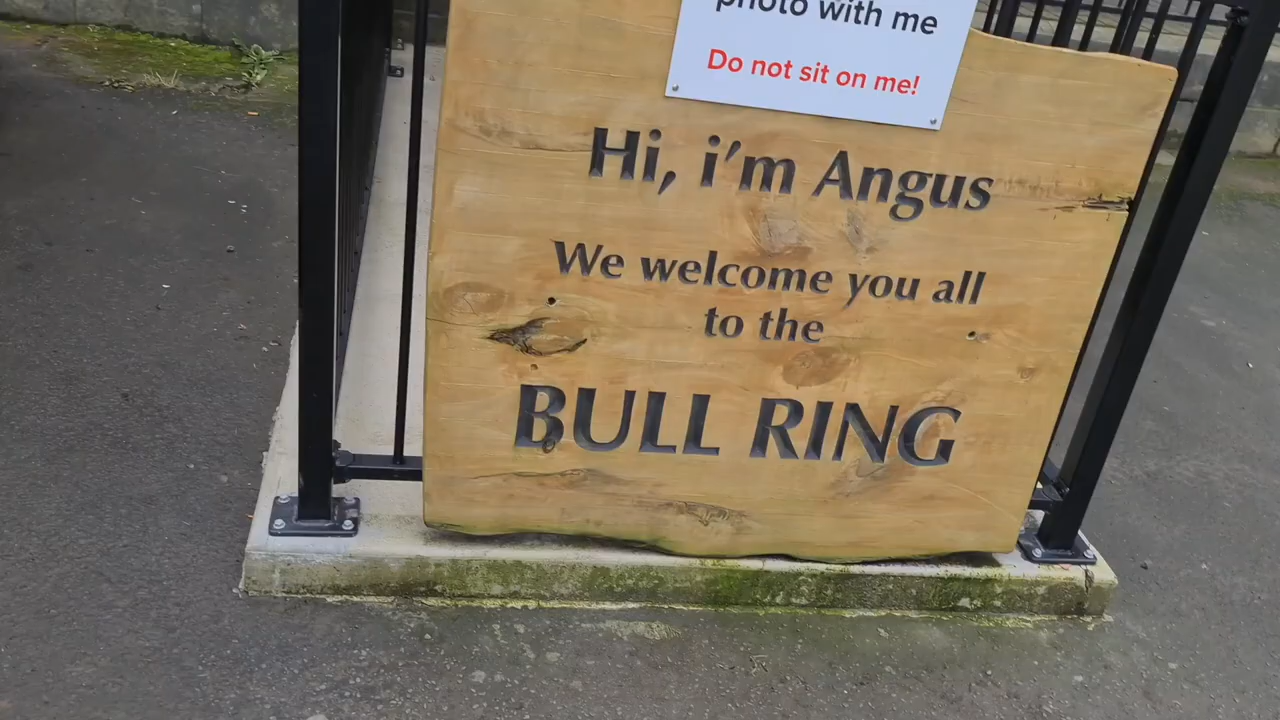 photo with me
Do not sit on me!
Hi, i'm Angus
We welcome you all
to the
BULL RING